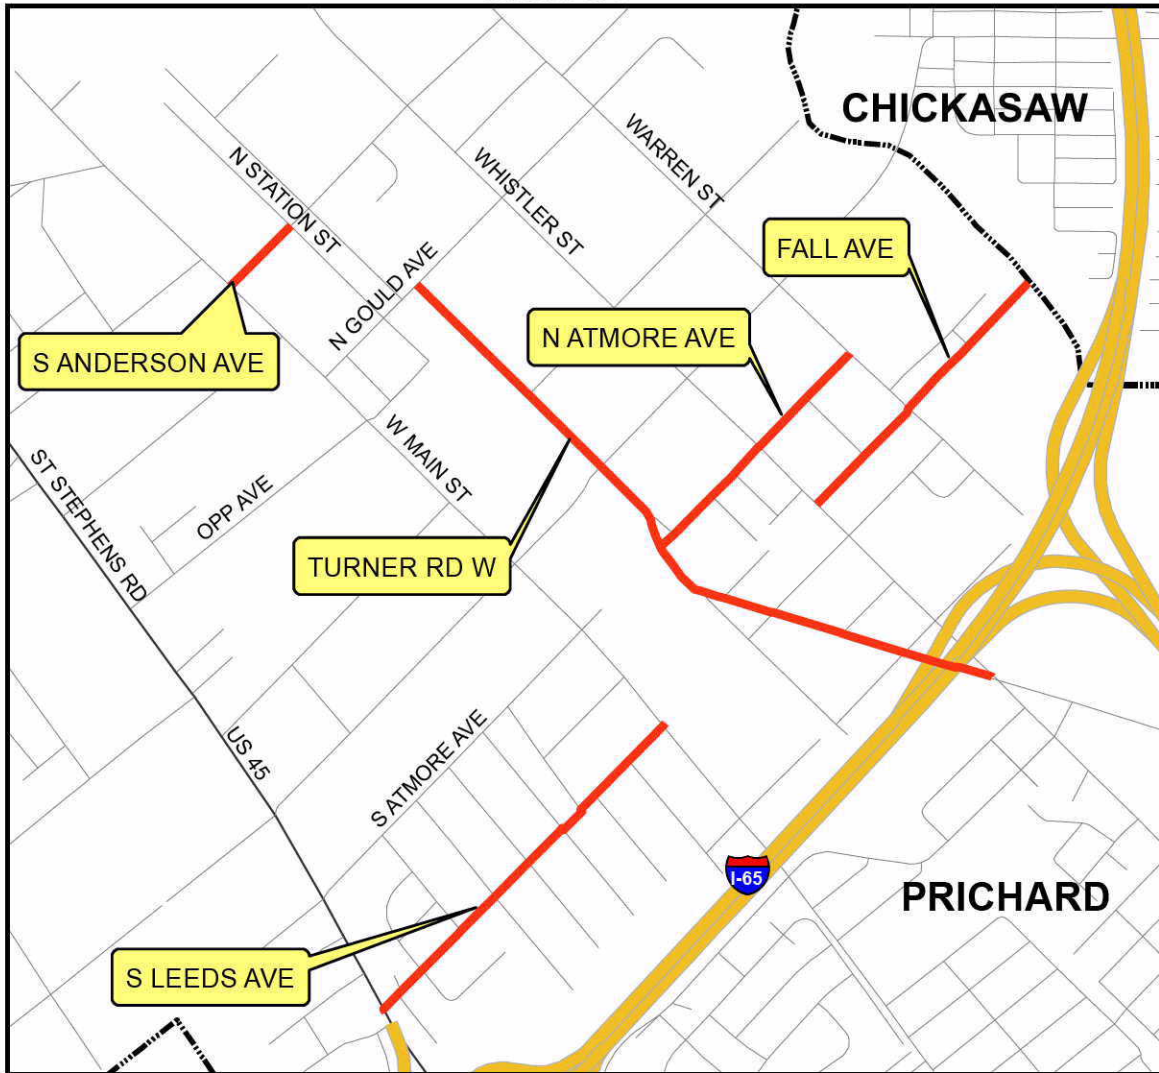 CHICKASAW
WARREN ST
N STATION ST
WHISTLER ST
FALL AVE
N GOULD AVE
N ATMORE AVE
S ANDERSON AVE
W MAIN ST
ST STEPHENS RD
OPP AVE
TURNER RD W
US 45
S ATMORE AVE
I-65
PRICHARD
S LEEDS AVE